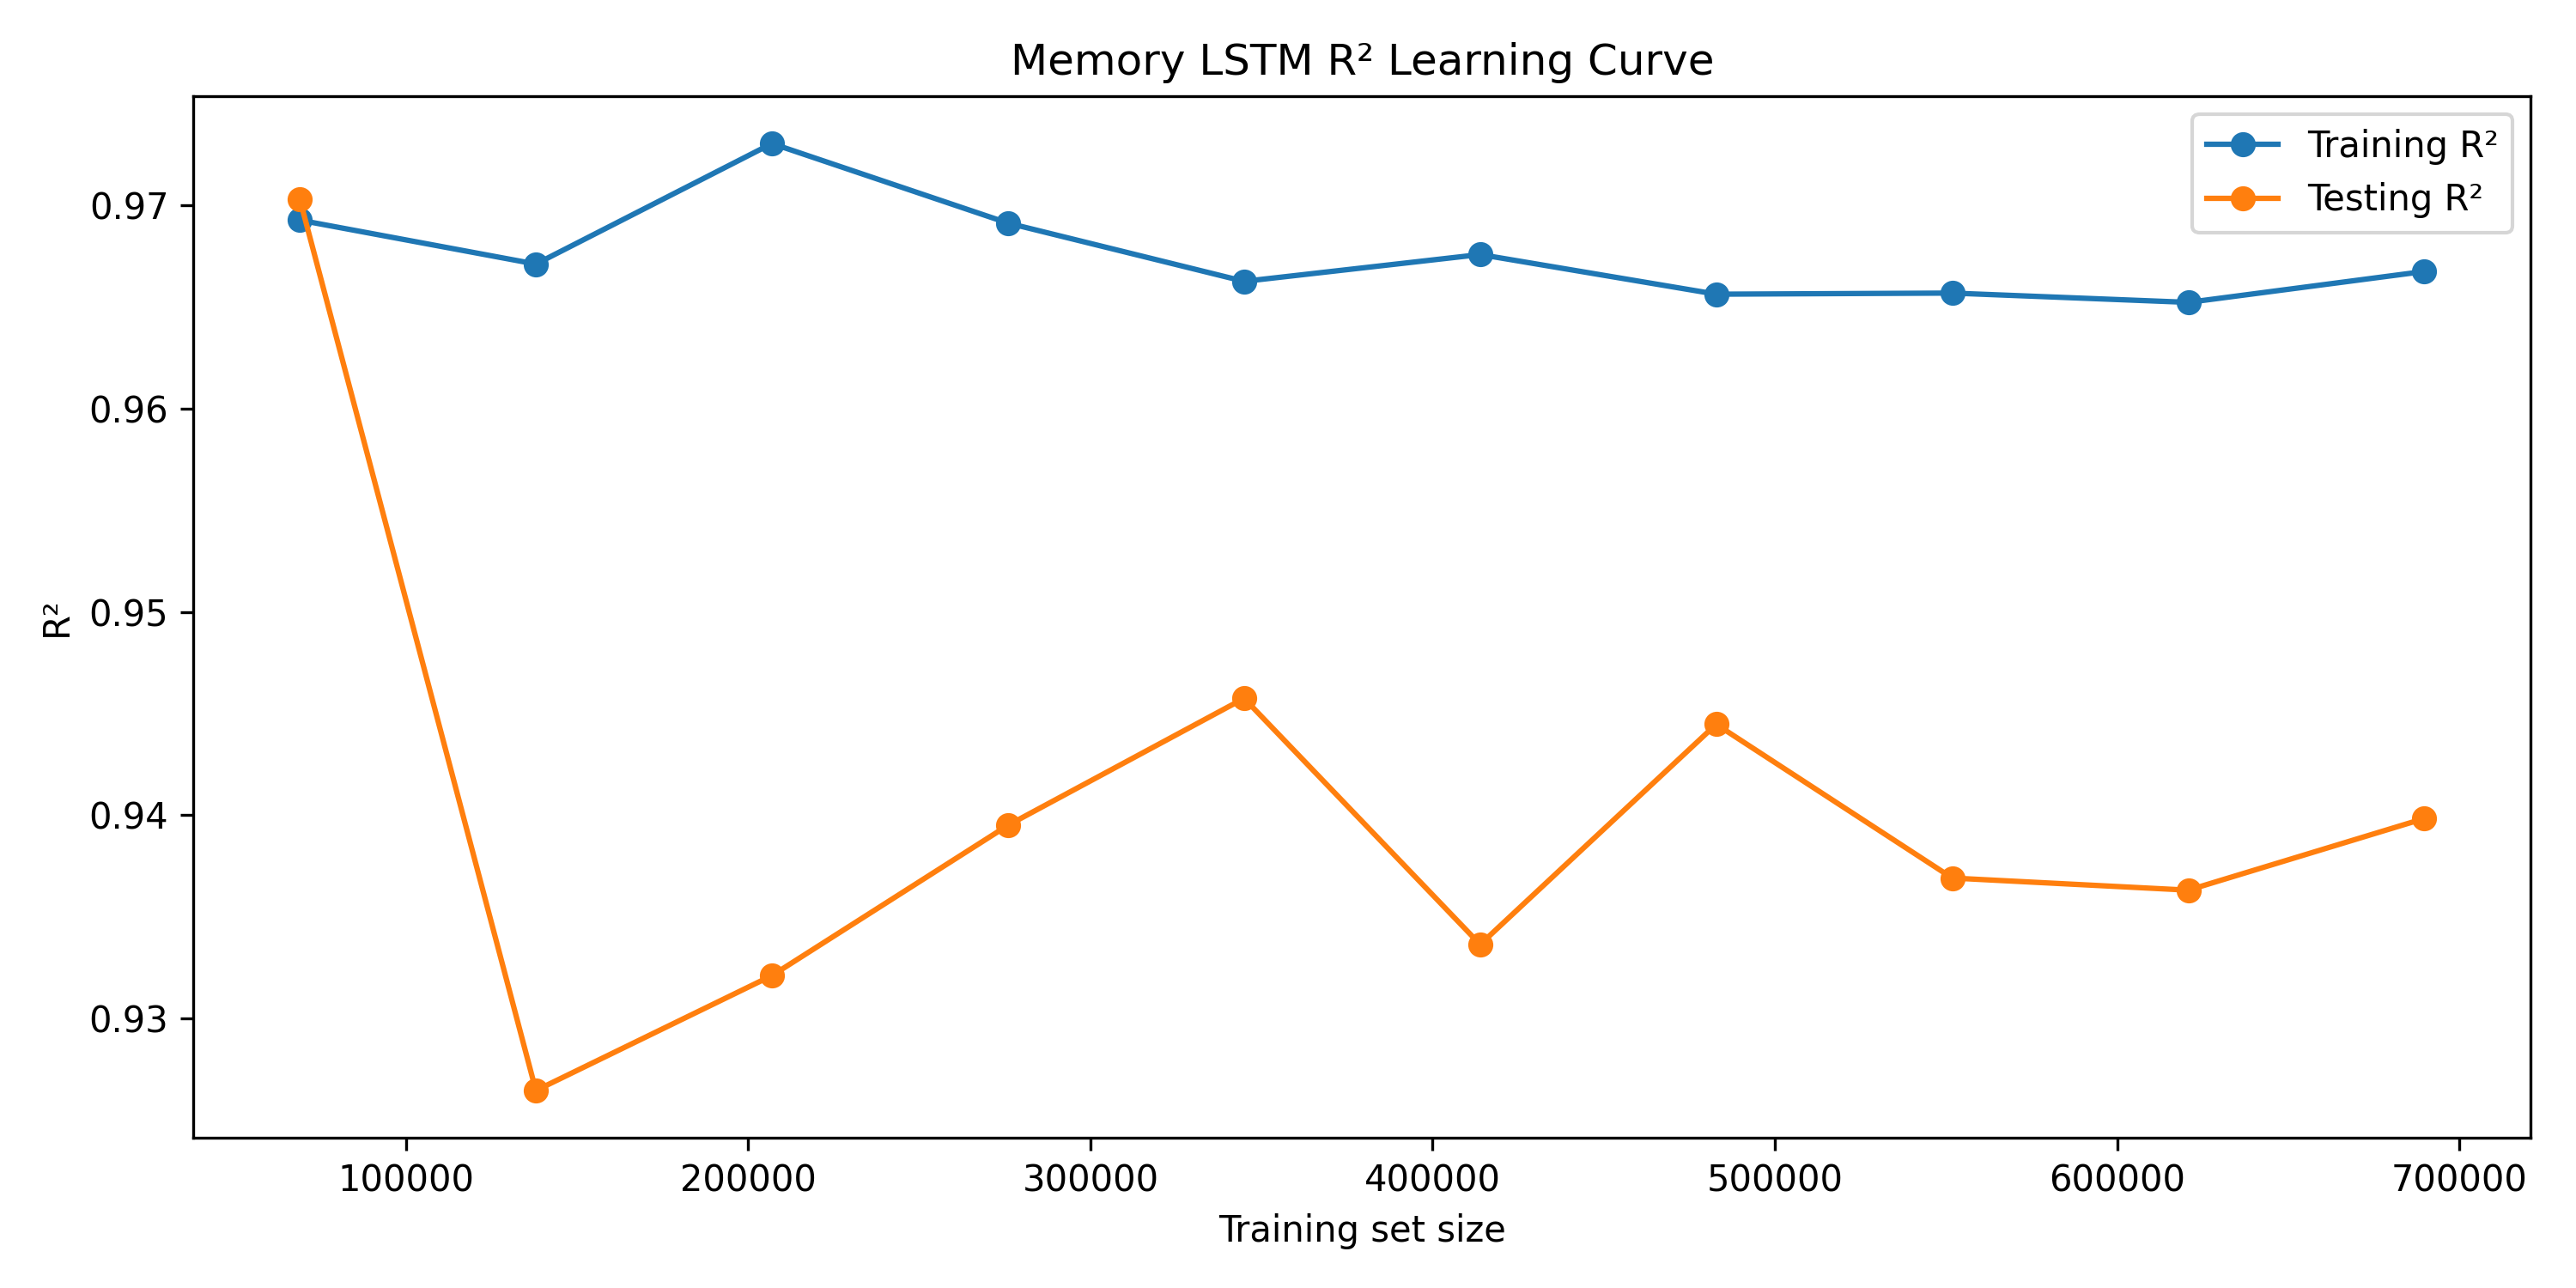 Memory LSTM R² Learning Curve
Training R²
Testing R²
0.97
0.96
0.95
0.94
0.93
R²
100000
200000
300000
400000
500000
600000
700000
Training set size